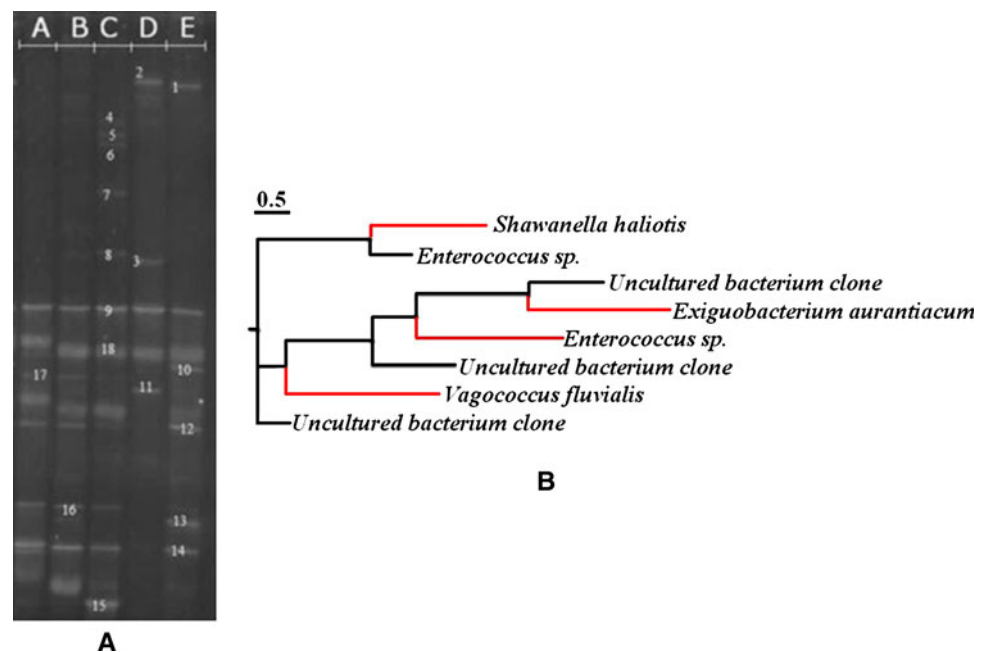 A B C D E
2
1
4
5
6
7
8
3
9
18
10
17
11
12
16
13
14
15
A
0.5
Shawanella haliotis
Enterococcus sp.
Uncultured bacterium clone
Exiguobacterium aurantiacum
Enterococcus sp.
Uncultured bacterium clone
Vagococcus fluvialis
Uncultured bacterium clone
B